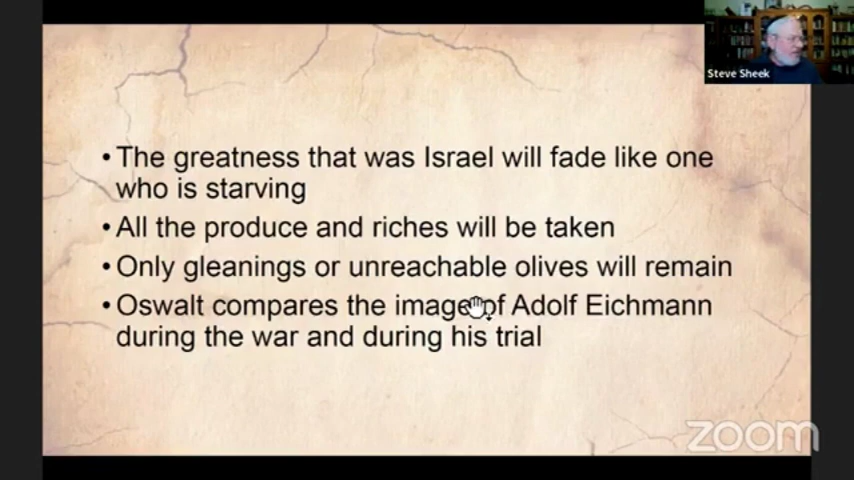 Steve Sheek
• The greatness that was Israel will fade like one
who is starving
• All the produce and riches will be taken
• Only gleanings or unreachable olives will remain
• Oswalt compares the image of Adolf Eichmann
during the war and during his trial
zoom